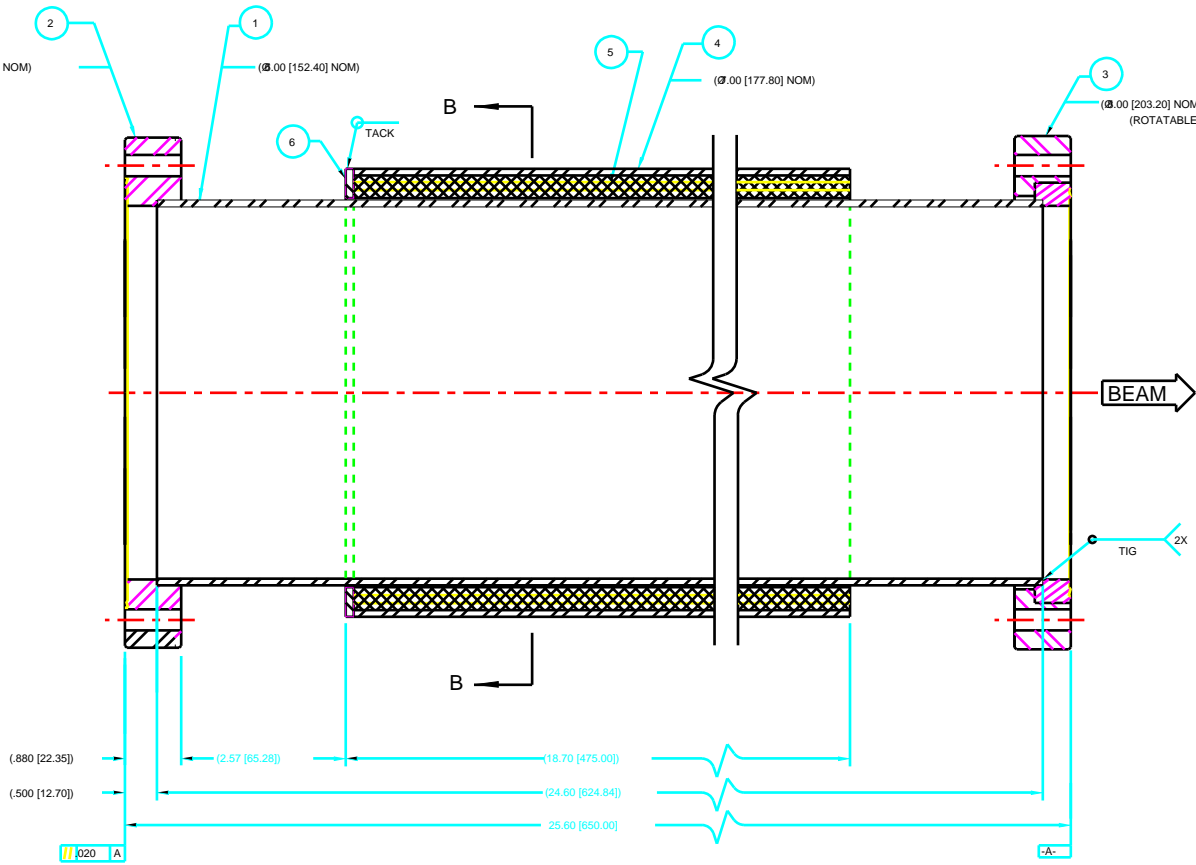 2
1
NOM)
(Ø6.00 [152.40] NOM)
5
4
(Ø7.00 [177.80] NOM)
3
(Ø8.00 [203.20] NOM
(ROTATABLE
B
TACK
6
BEAM
TIG
2X
B
(.880 [22.35])
(2.57 [65.28])
(18.70 [475.00])
(.500 [12.70])
(24.60 [624.84])
25.60 [650.00]
// .020 A
-A-